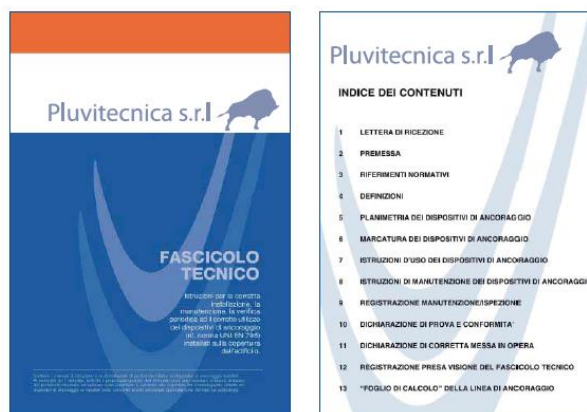 Pluvitecnica s.r.l
FASCICOLO
TECNICO
Istruzioni per la corretta
installazione, la
manutenzione, la verifica
periodica ed il corretto utilizzo
dei dispositivi di ancoraggio
(rif. norma UNI EN 795)
installati sulla copertura
dell'edificio.
Pluvitecnica s.r.l
INDICE DEI CONTENUTI
1 LETTERA DI RICEZIONE
2 PREMESSA
3 RIFERIMENTI NORMATIVI
4 DEFINIZIONI
5 PLANIMETRIA DEI DISPOSITIVI DI ANCORAGGIO
6 MARCATURA DEI DISPOSITIVI DI ANCORAGGIO
7 ISTRUZIONI D'USO DEI DISPOSITIVI DI ANCORAGGIO
8 ISTRUZIONI DI MANUTENZIONE DEI DISPOSITIVI DI ANCORAGGI
9 REGISTRAZIONE MANUTENZIONE/ISPEZIONE
10 DICHIARAZIONE DI PROVA E CONFORMITA'
11 DICHIARAZIONE DI CORRETTA MESSA IN OPERA
12 REGISTRAZIONE PRESA VISIONE DEL FASCICOLO TECNICO
13 "FOGLIO DI CALCOLO" DELLA LINEA DI ANCORAGGIO